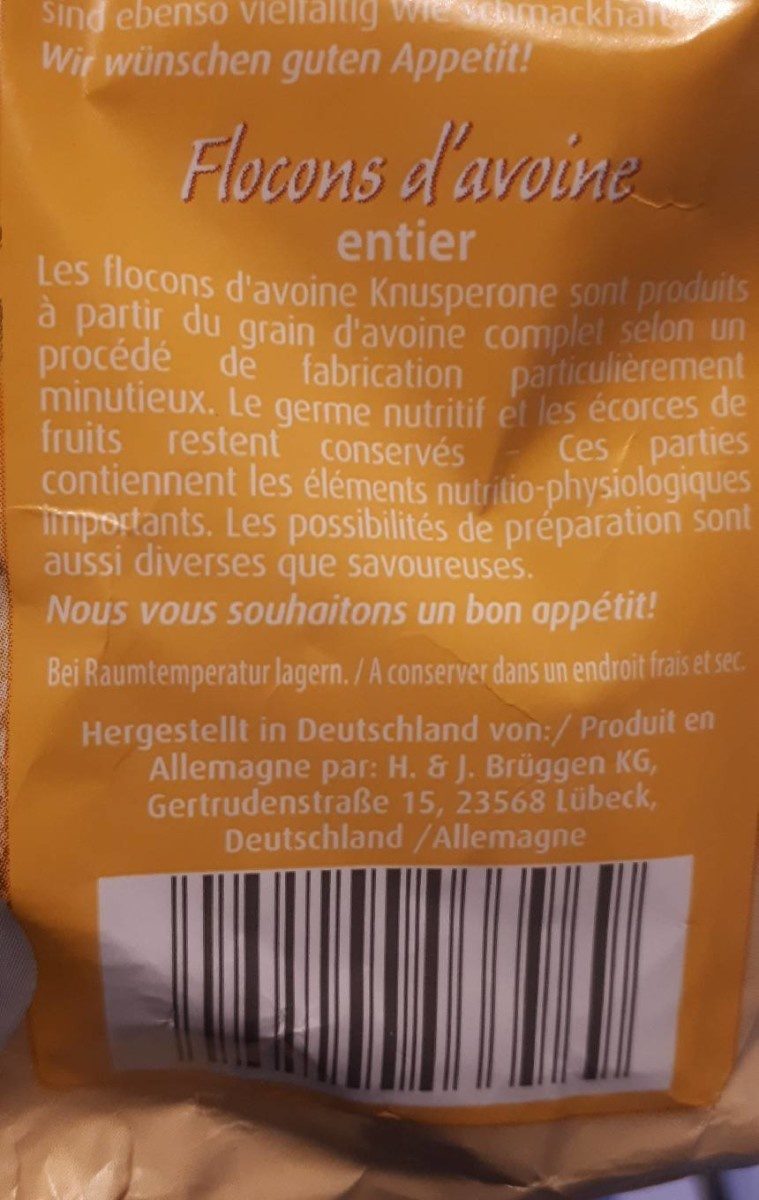 sind ebenso vielfältig wie schmackhaft
Wir wünschen guten Appetit!
Flocons d'avoine
entier
Les flocons d'avoine Knusperone sont produits
à partir du grain d'avoine complet selon un
procédé de fabrication particulièrement
minutieux. Le germe nutritif et les écorces de
fruits restent conservés - Ces parties
contiennent les éléments nutritio-physiologiques
importants. Les possibilités de préparation sont
aussi diverses que savoureuses.
Nous vous souhaitons un bon appétit!
Bei Raumtemperatur lagern. / A conserver dans un endroit frais et sec.
Hergestellt in Deutschland von:/ Produit en
Allemagne par: H. & J. Brüggen KG,
Gertrudenstraße 15, 23568 Lübeck,
Deutschland /Allemagne